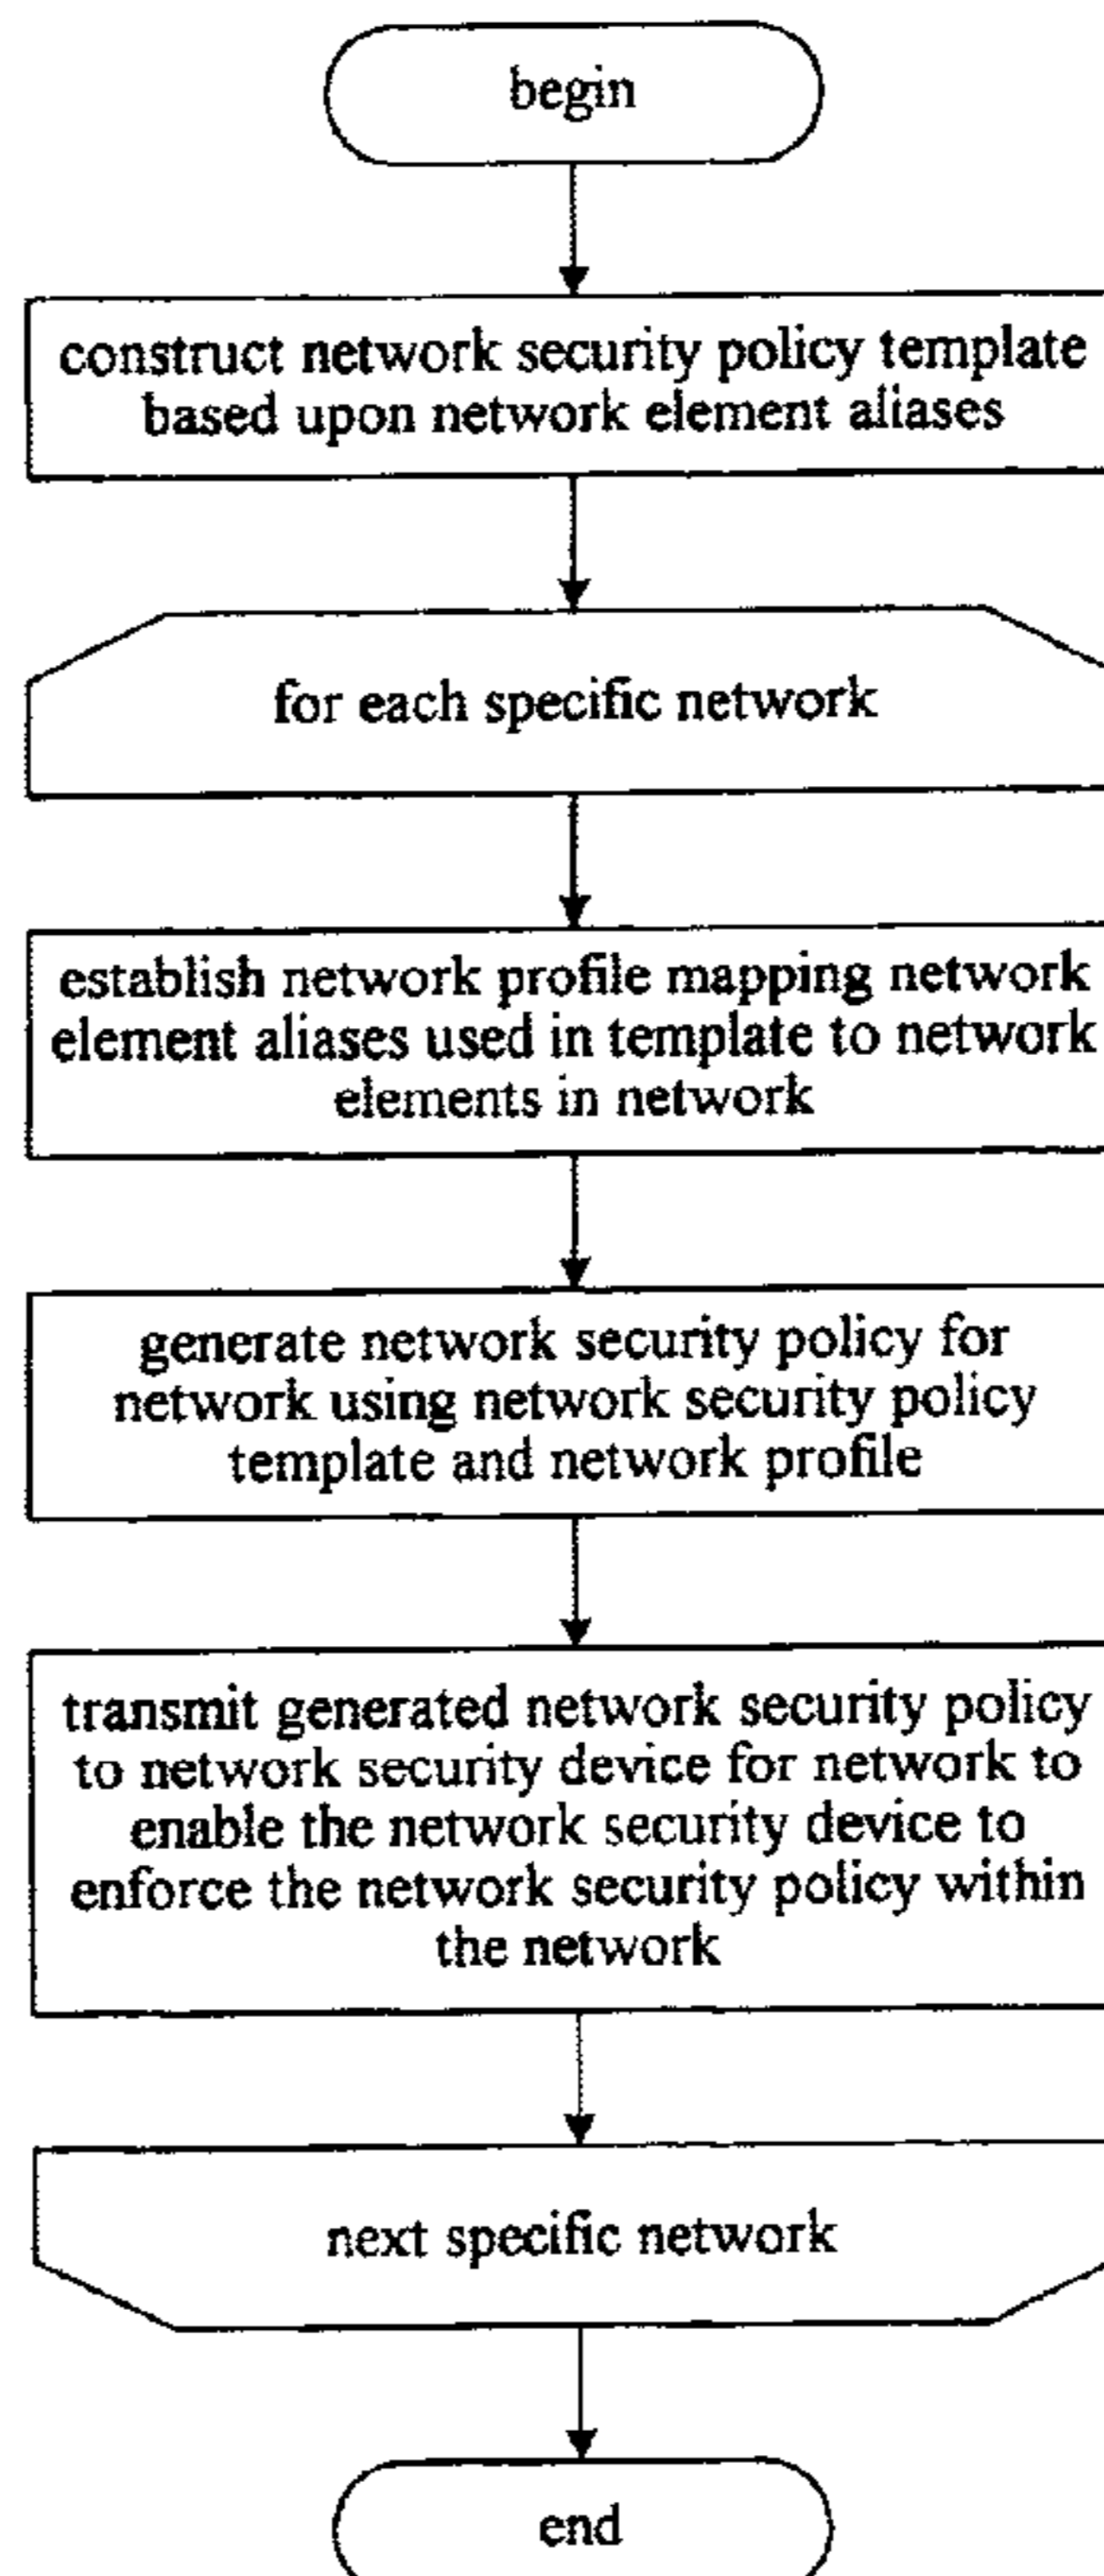 begin
construct network security policy template
based upon network element aliases
for each specific network
establish network profile mapping network
element aliases used in template to network
elements in network
generate network security policy for
network using network security policy
template and network profile
transmit generated network security policy
to network security device for network to
enable the network security device to
enforce the network security policy within
the network
next specific network
end